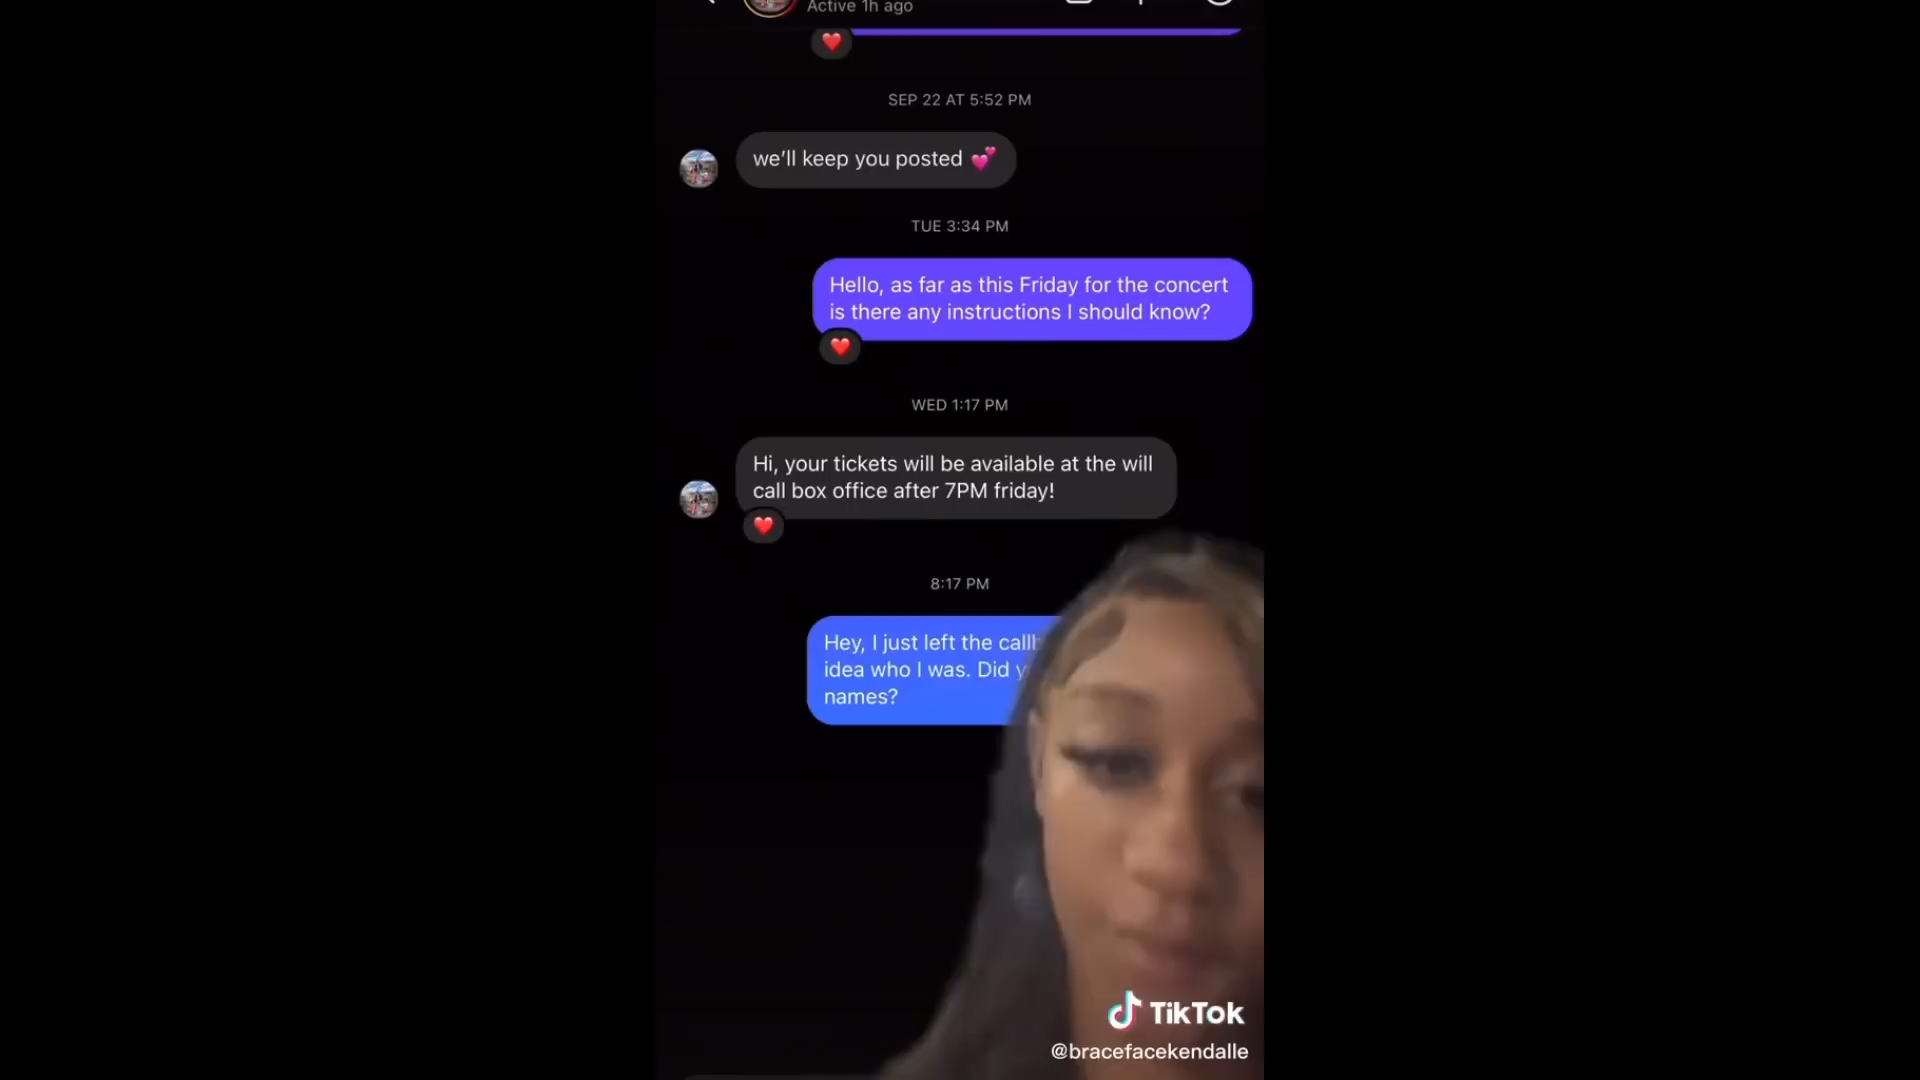 Active 1h ago
SEP 22 AT 5:52 PM
we'll keep you posted 💕
TUE 3:34 PM
Hello, as far as this Friday for the concert
is there any instructions I should know?
WED 1:17 PM
Hi, your tickets will be available at the will
call box office after 7PM friday!
8:17 PM
Hey, I just left the
idea who I was. Did
names?
TikTok
@bracefacekendalle